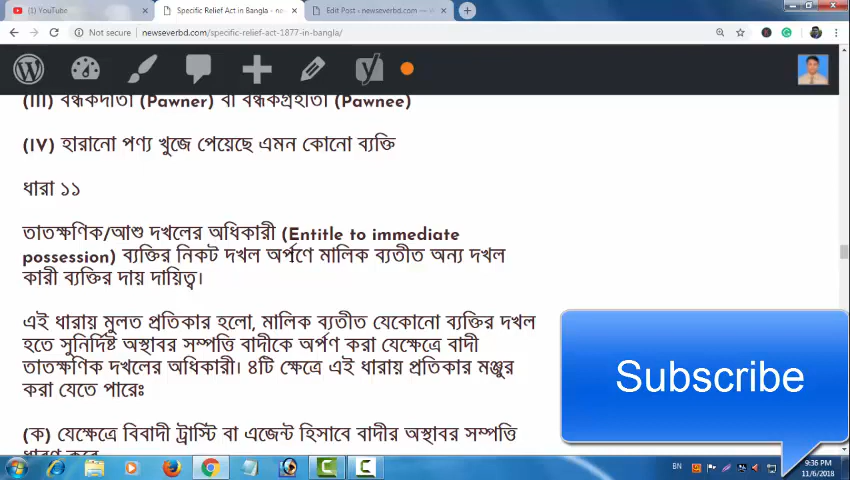 (1) YouTube
Specific Relief Act in Bangla - ne
Edit Post - newseverbd.com —
Not secure | newseverbd.com/specific-relief-act-1877-in-bangla/
(III) বন্ধকদাতা (Pawner) বা বন্ধকগ্রহীতা (Pawnee)
(IV) হারানো পণ্য খুজে পেয়েছে এমন কোনো ব্যক্তি
ধারা ১১
তাতক্ষণিক/আশু দখলের অধিকারী (Entitle to immediate
possession) ব্যক্তির নিকট দখল অর্পণে মালিক ব্যতীত অন্য দখল
কারী ব্যক্তির দায় দায়িত্ব।
এই ধারায় মুলত প্রতিকার হলো, মালিক ব্যতীত যেকোনো ব্যক্তির দখল
হতে সুনির্দিষ্ট অস্থাবর সম্পত্তি বাদীকে অর্পণ করা যেক্ষেত্রে বাদী
তাতক্ষণিক দখলের অধিকারী। ৪টি ক্ষেত্রে এই ধারায় প্রতিকার মঞ্জুর
করা যেতে পারেঃ
(ক) যেক্ষেত্রে বিবাদী ট্রাস্টি বা এজেন্ট হিসাবে বাদীর অস্থাবর সম্পত্তি
ধারণ করে
Subscribe
BN
9:36 PM
11/6/2018